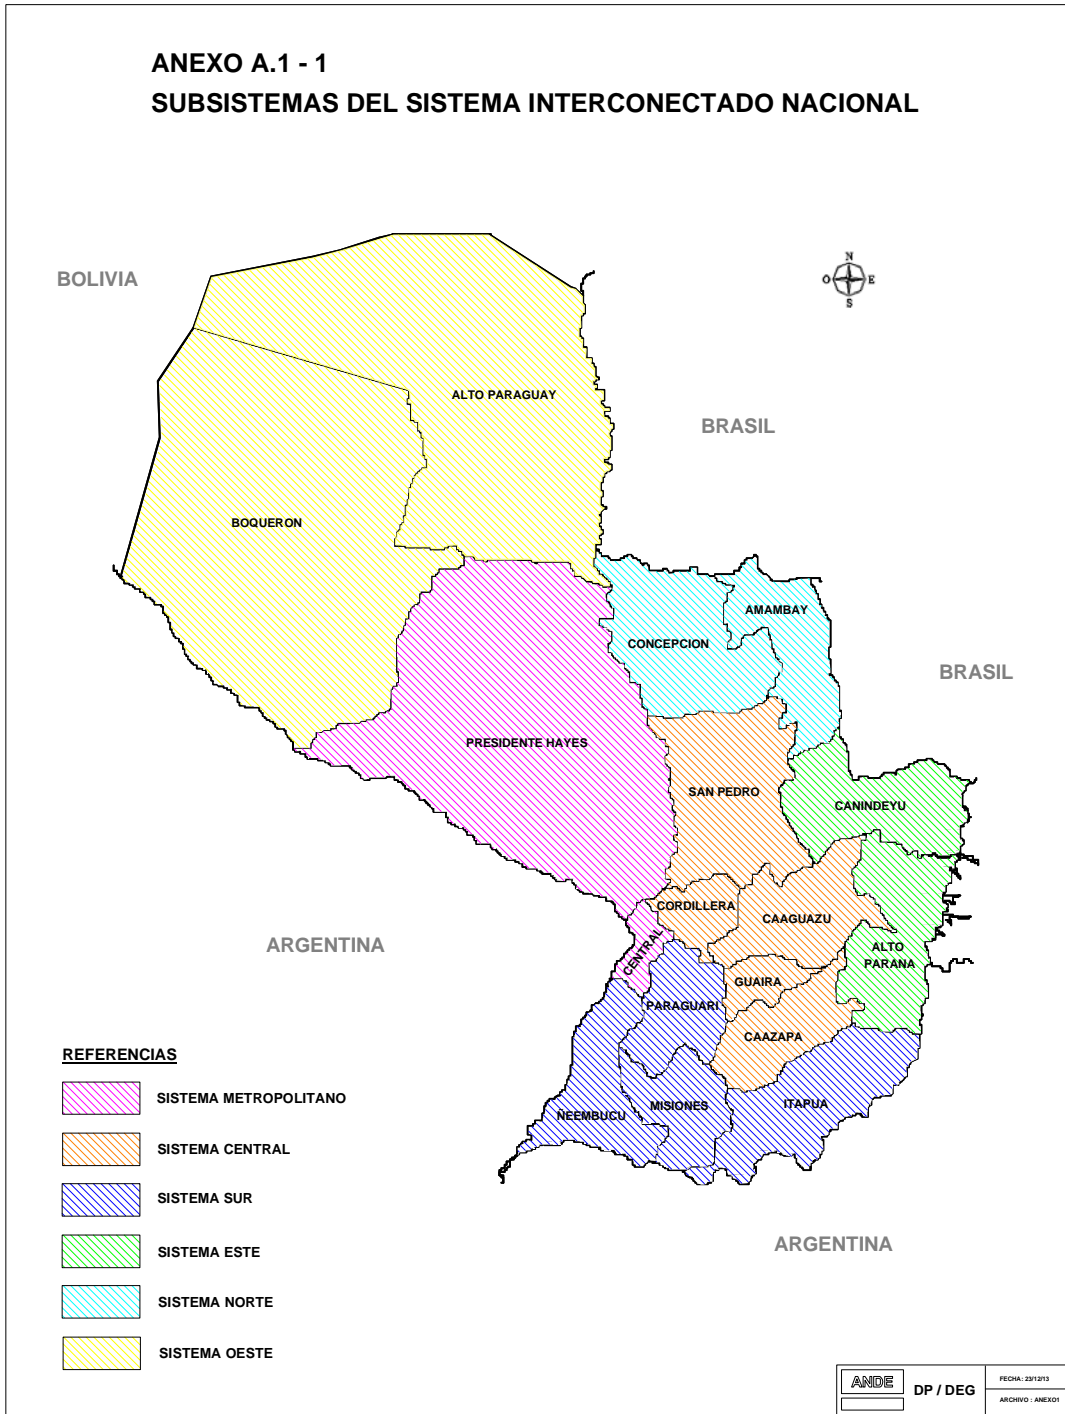 ANEXO A.1 - 1
SUBSISTEMAS DEL SISTEMA INTERCONECTADO NACIONAL
BOLIVIA
N
O
E
S
ALTO PARAGUAY
BRASIL
BOQUERON
AMAMBAY
CONCEPCION
BRASIL
PRESIDENTE HAYES
SAN PEDRO
CANINDEYU
CORDILLERA
CAAGUAZU
ARGENTINA
CENTRAL
ALTO
PARANA
GUAIRA
PARAGUARI
CAAZAPA
MISIONES
ITAPUA
ÑEEMBUCU
ARGENTINA
REFERENCIAS
SISTEMA METROPOLITANO
SISTEMA CENTRAL
SISTEMA SUR
SISTEMA ESTE
SISTEMA NORTE
SISTEMA OESTE
ANDE
DP / DEG
FECHA: 23/12/13
ARCHIVO : ANEXO1